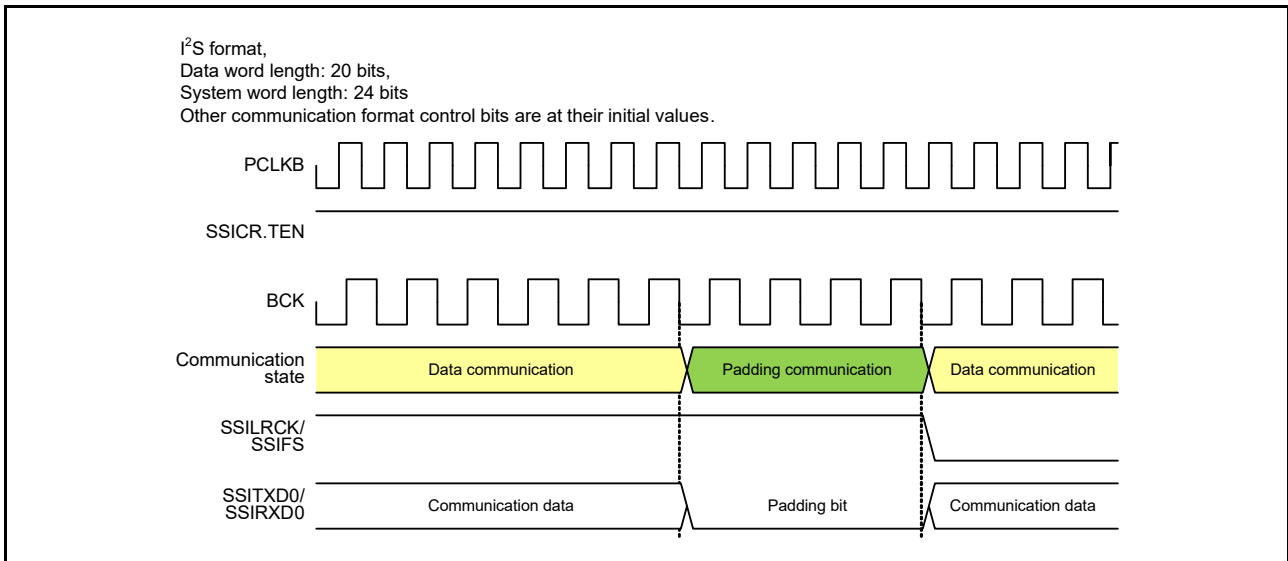 I²S format,
Data word length: 20 bits,
System word length: 24 bits
Other communication format control bits are at their initial values.
PCLKB
SSICR.TEN
BCK
Communication
state
Data communication
Padding communication
Data communication
SSILRCK/
SSIFS
SSITXD0/
SSIRXD0
Communication data
Padding bit
Communication data